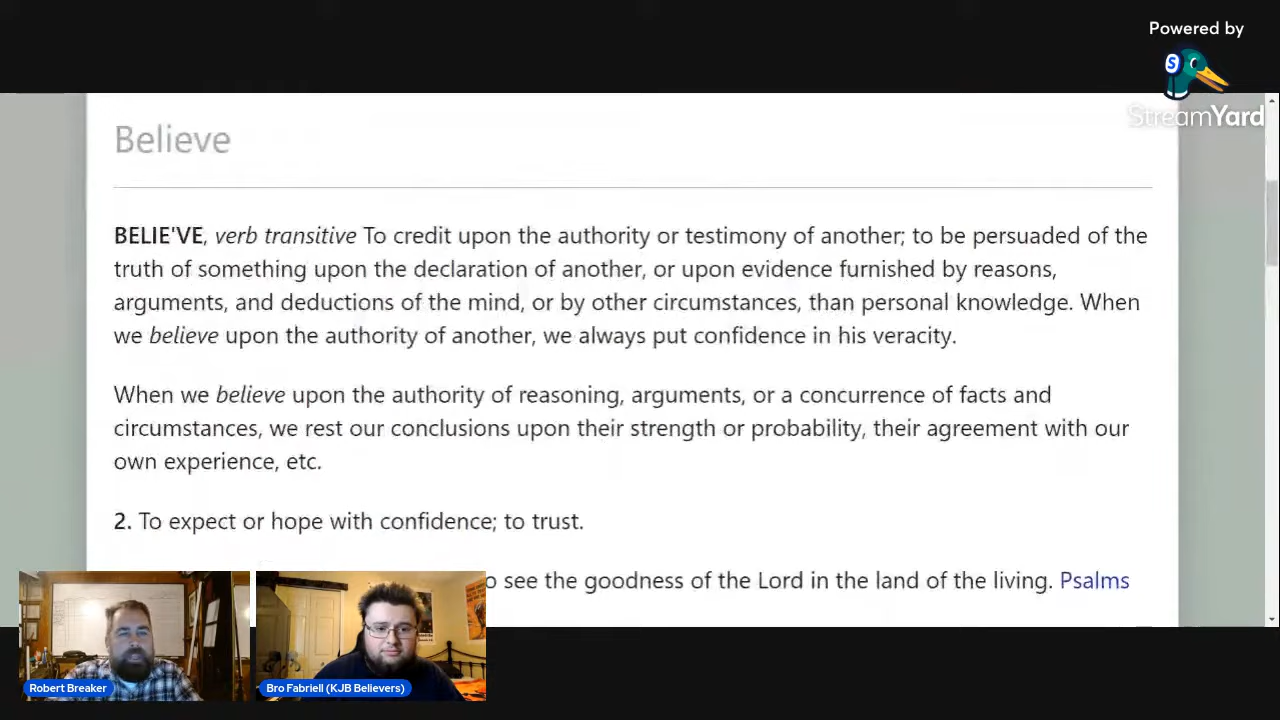 Powered by
StreamYard
Believe
BELIE'VE, verb transitive To credit upon the authority or testimony of another; to be persuaded of the
truth of something upon the declaration of another, or upon evidence furnished by reasons,
arguments, and deductions of the mind, or by other circumstances, than personal knowledge. When
we believe upon the authority of another, we always put confidence in his veracity.
When we believe upon the authority of reasoning, arguments, or a concurrence of facts and
circumstances, we rest our conclusions upon their strength or probability, their agreement with our
own experience, etc.
2. To expect or hope with confidence; to trust.
see the goodness of the Lord in the land of the living. Psalms
Robert Breaker
Bro Fabriell (KJB Believers)